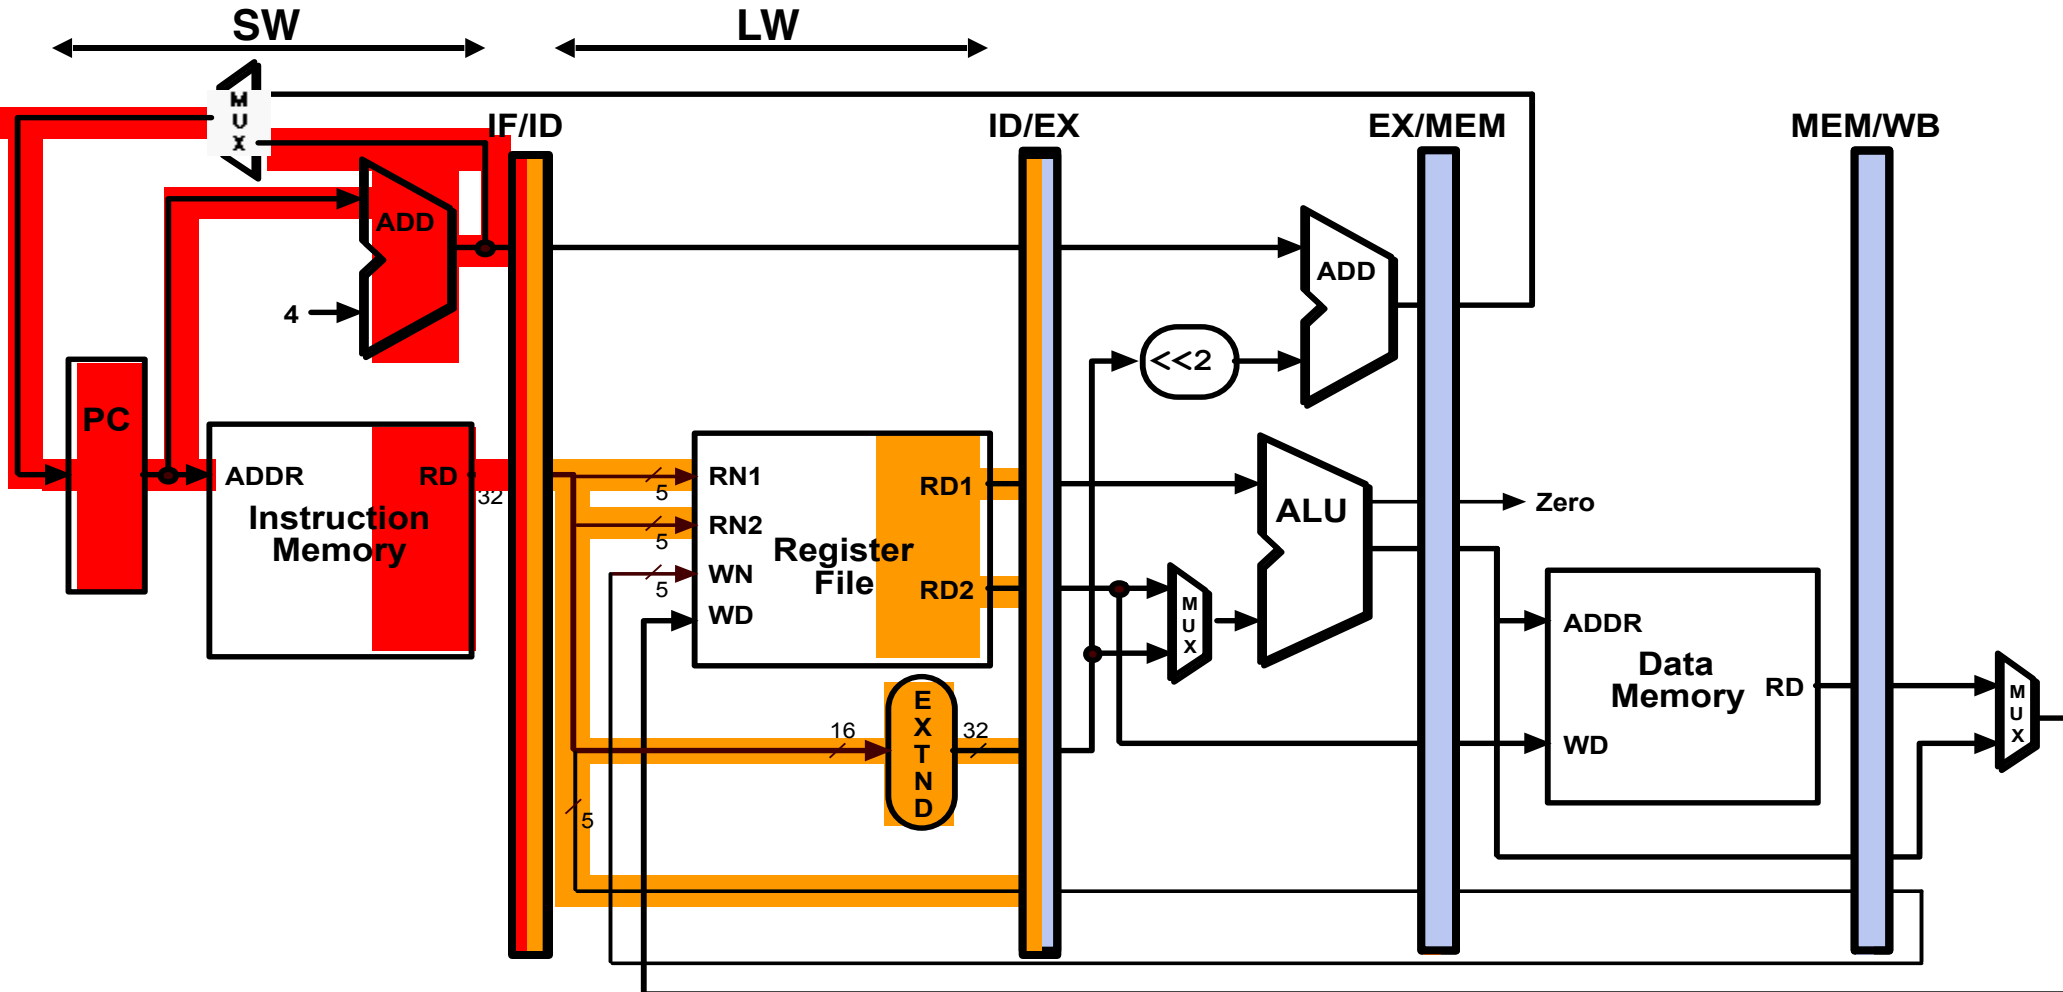 SW
LW
M
U
X
IF/ID
ID/EX
EX/MEM
MEM/WB
ADD
ADD
4
<<2
PC
ADDR
RD
32
Instruction
Memory
5
RN1
5
RN2
5
WN
WD
Register
File
RD1
RD2
ALU
Zero
M
U
X
ADDR
Data
Memory
RD
WD
M
U
X
16
E
X
T
N
D
32
5